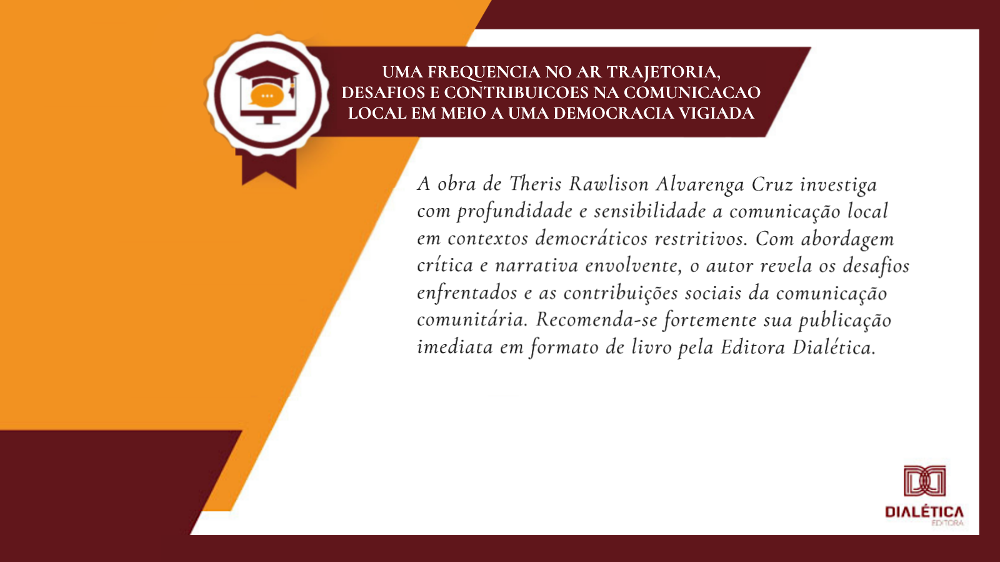 UMA FREQUENCIA NO AR TRAJETORIA,
DESAFIOS E CONTRIBUICOES NA COMUNICACAO
LOCAL EM MEIO A UMA DEMOCRACIA VIGIADA
A obra de Theris Rawlison Alvarenga Cruz investiga
com profundidade e sensibilidade a comunicação local
em contextos democráticos restritivos. Com abordagem
crítica e narrativa envolvente, o autor revela os desafios
enfrentados e as contribuições sociais da comunicação
comunitária. Recomenda-se fortemente sua publicação
imediata em formato de livro pela Editora Dialética.
DIALÉTICA
EDITORA